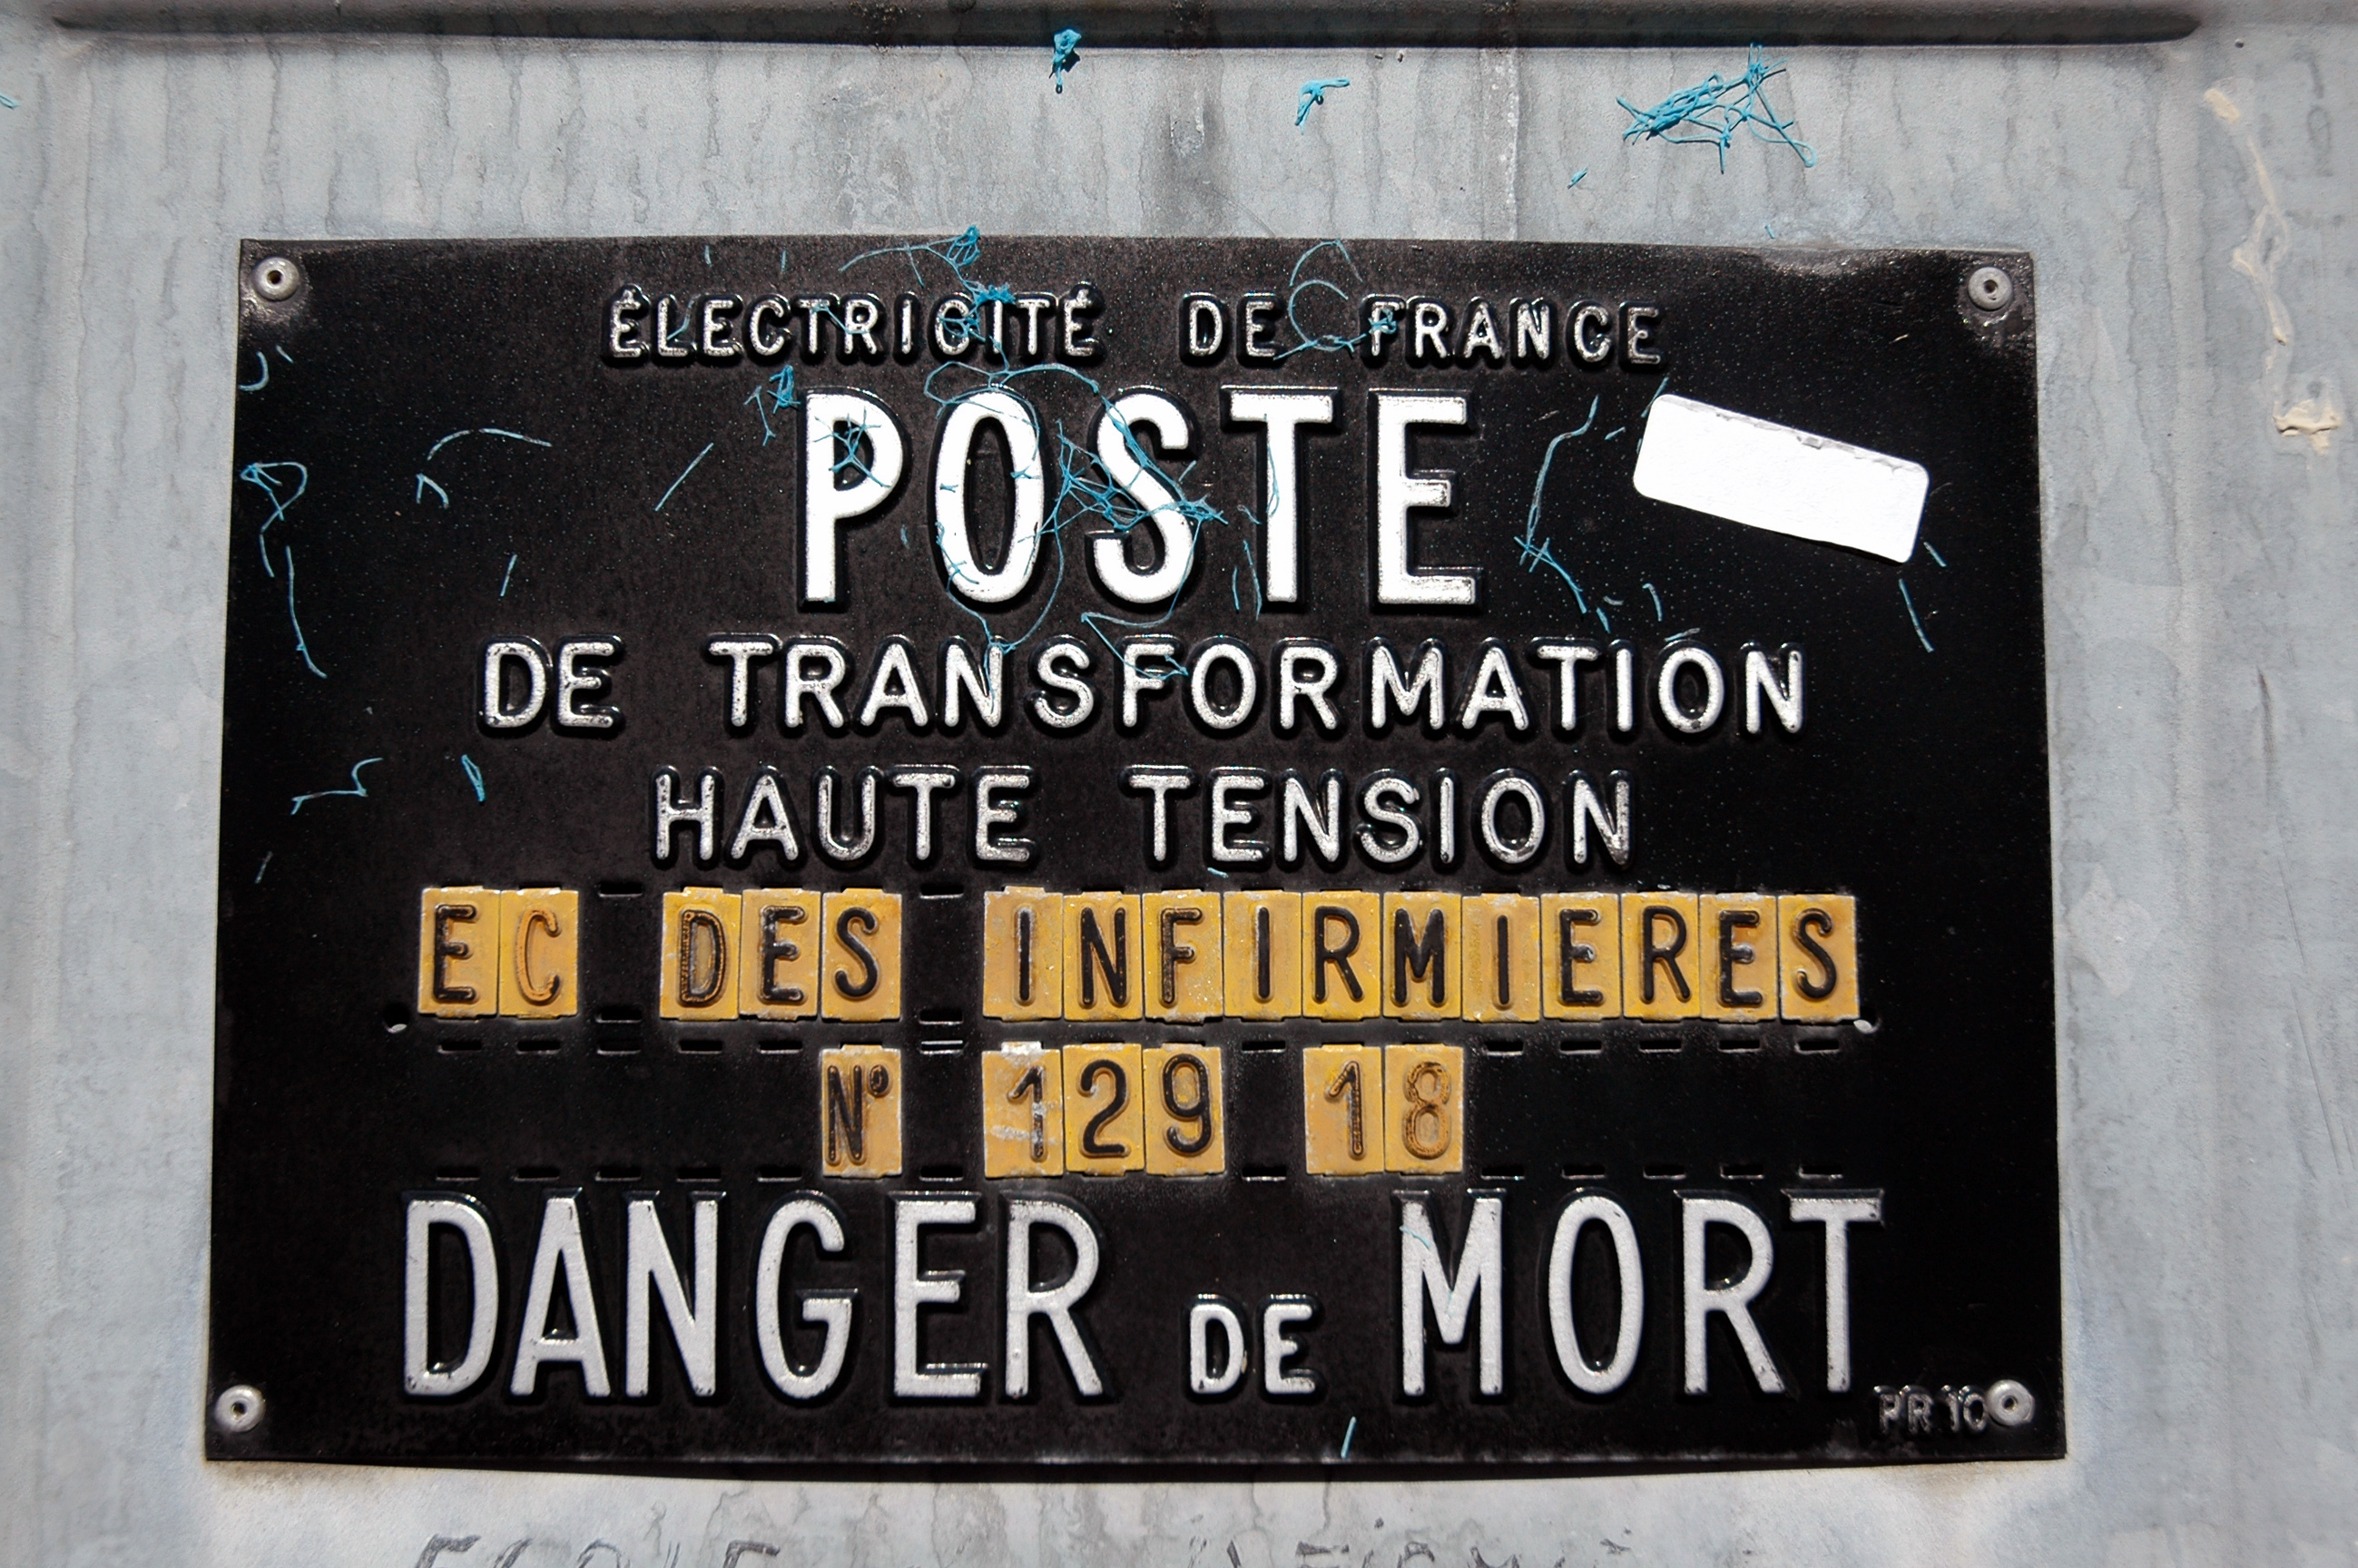 ÉLECTRICITÉ DE FRANCE
POSTE
DE TRANSFORMATION
HAUTE TENSION
EC DES INFIRMIERES
N° 129 18
DANGER DE MORT
PR 10